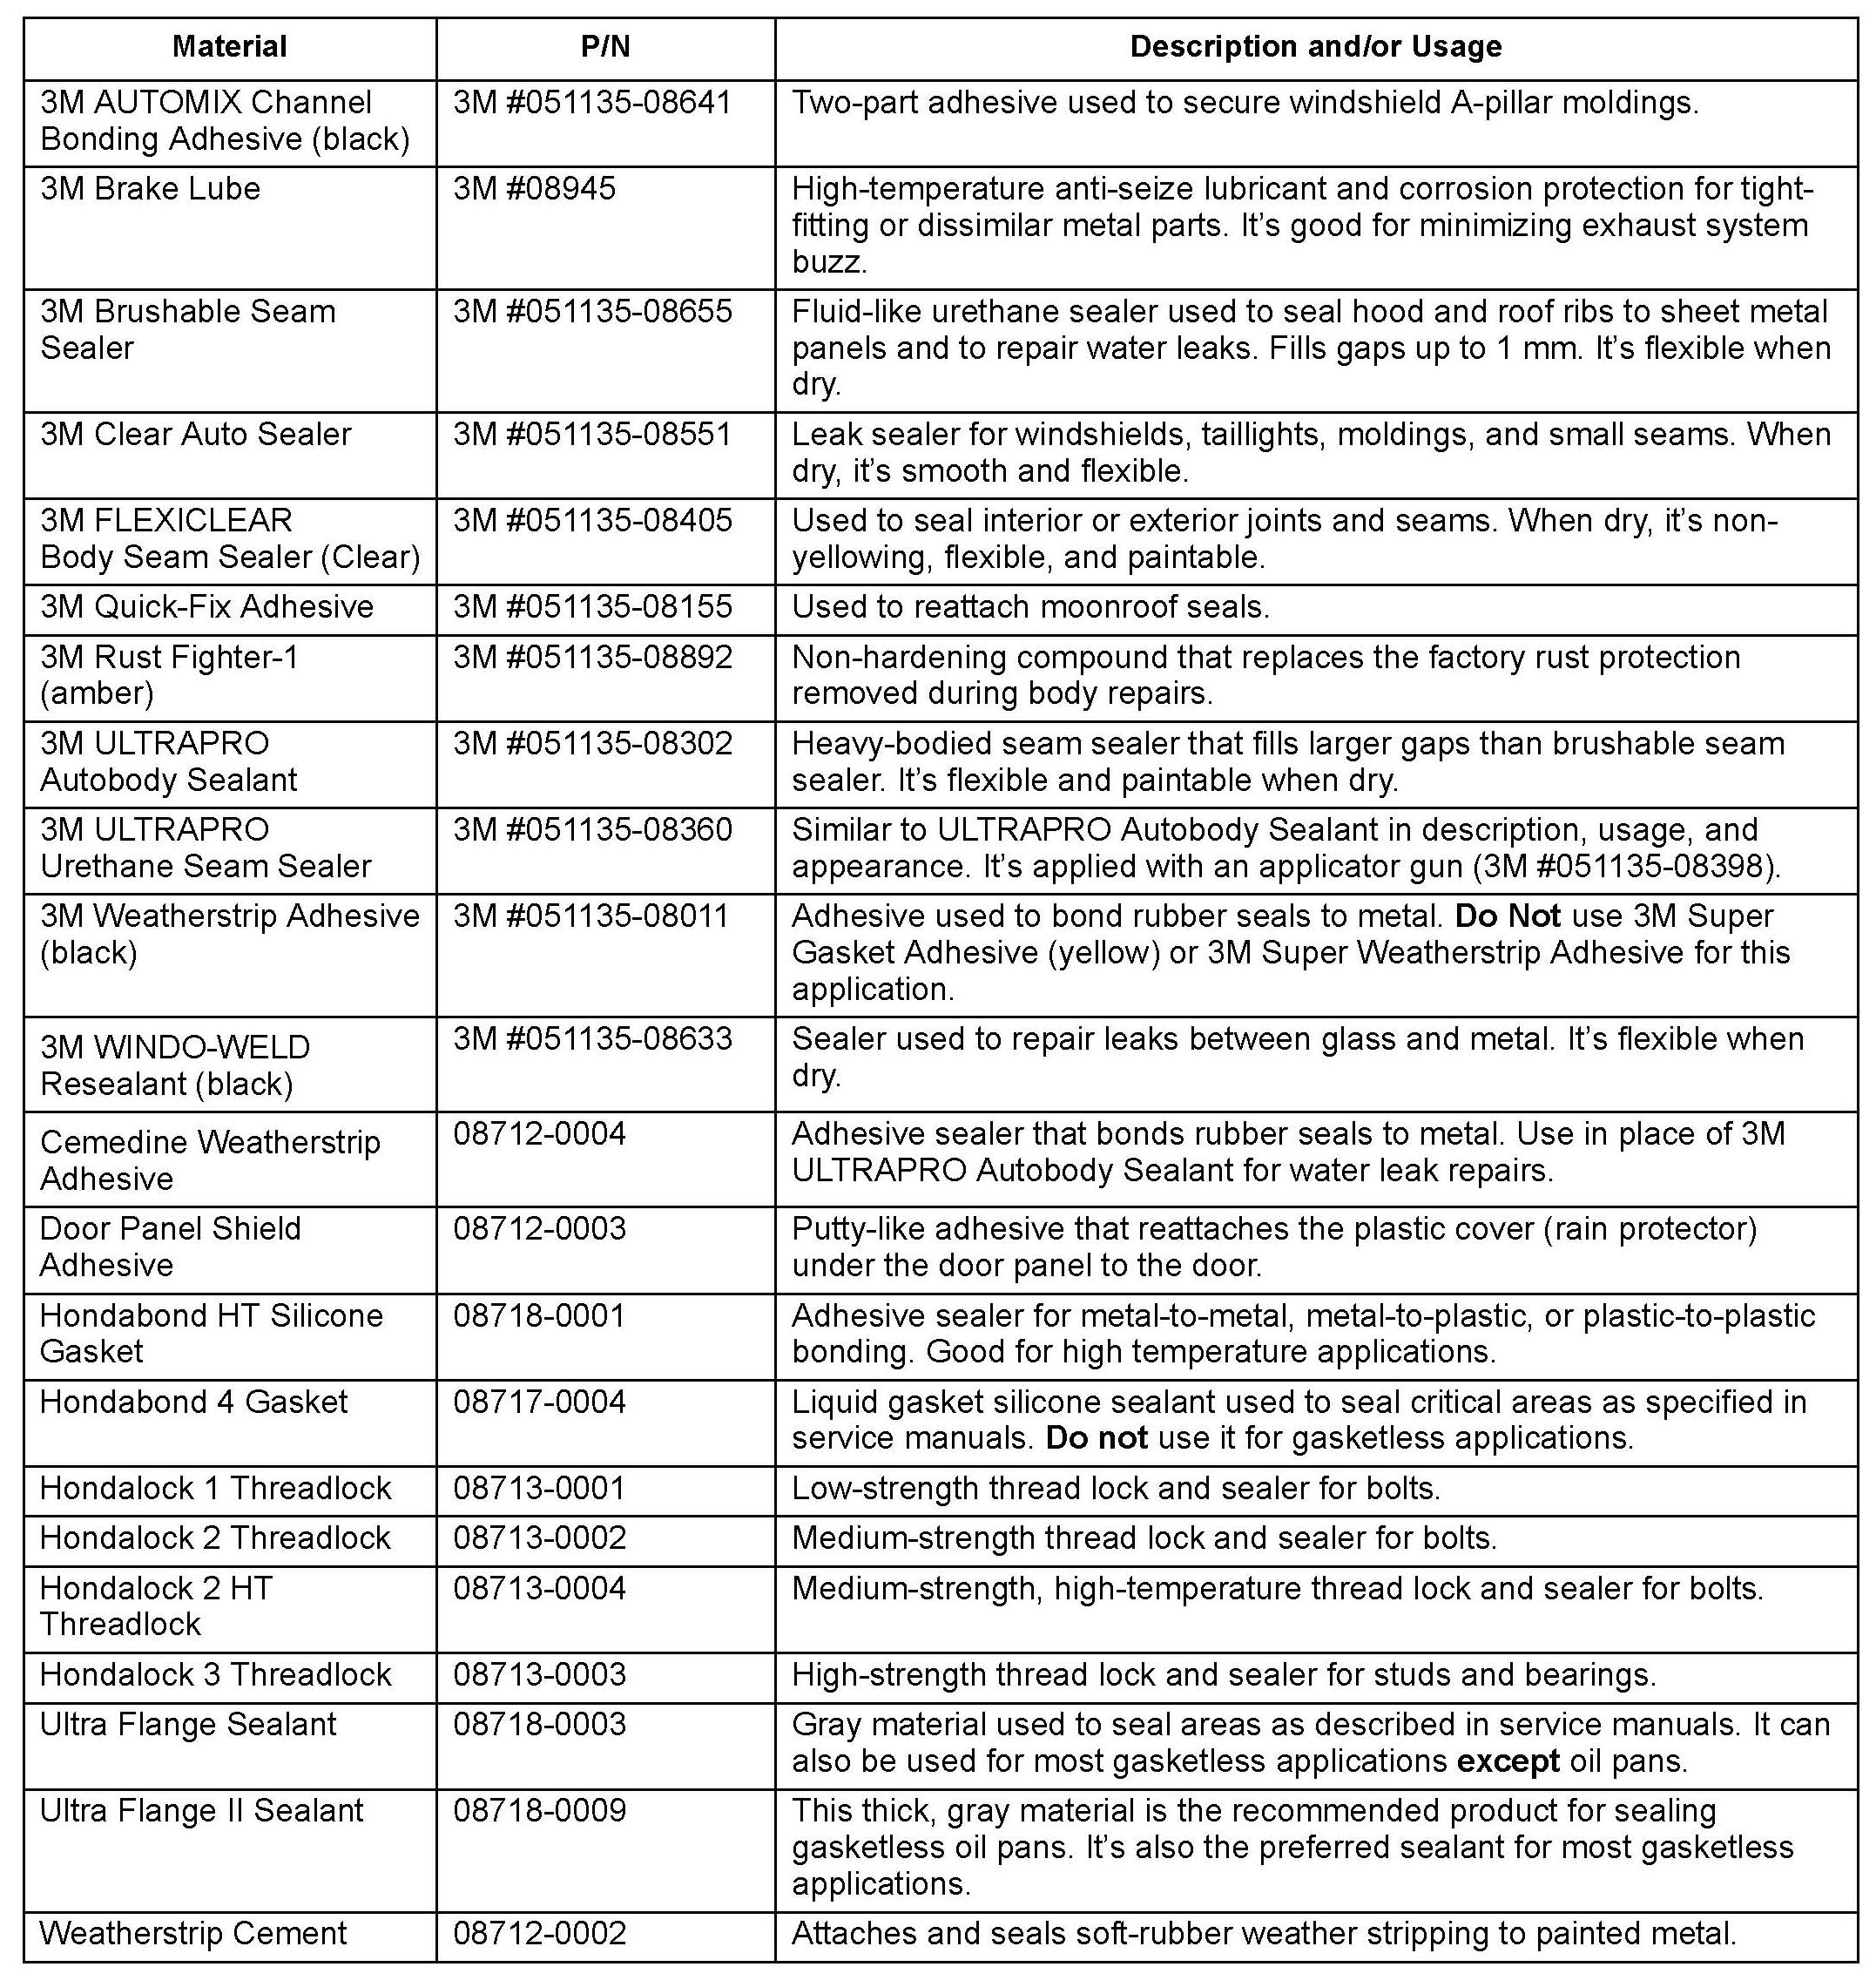 Material P/N Description and/or Usage
3M AUTOMIX Channel 3M #051135-08641 Two-part adhesive used to secure windshield A-pillar moldings.
Bonding Adhesive (black)
3M Brake Lube 3M #08945 High-temperature anti-seize lubricant and corrosion protection for tight-
fitting or dissimilar metal parts. It’s good for minimizing exhaust system
buzz.
3M Brushable Seam 3M #051135-08655 Fluid-like urethane sealer used to seal hood and roof ribs to sheet metal
Sealer panels and to repair water leaks. Fills gaps up to 1 mm. It’s flexible when
dry.
3M Clear Auto Sealer 3M #051135-08551 Leak sealer for windshields, taillights, moldings, and small seams. When
dry, it’s smooth and flexible.
3M FLEXICLEAR 3M #051135-08405 Used to seal interior or exterior joints and seams. When dry, it’s non-
Body Seam Sealer (Clear) yellowing, flexible, and paintable.
3M Quick-Fix Adhesive 3M #051135-08155 Used to reattach moonroof seals.
3M Rust Fighter-1 3M #051135-08892 Non-hardening compound that replaces the factory rust protection
(amber) removed during body repairs.
3M ULTRAPRO 3M #051135-08302 Heavy-bodied seam sealer that fills larger gaps than brushable seam
Autobody Sealant sealer. It’s flexible and paintable when dry.
3M ULTRAPRO 3M #051135-08360 Similar to ULTRAPRO Autobody Sealant in description, usage, and
Urethane Seam Sealer appearance. It’s applied with an applicator gun (3M #051135-08398).
3M Weatherstrip Adhesive 3M #051135-08011 Adhesive used to bond rubber seals to metal. Do Not use 3M Super
(black) Gasket Adhesive (yellow) or 3M Super Weatherstrip Adhesive for this
application.
3M WINDO-WELD 3M #051135-08633 Sealer used to repair leaks between glass and metal. It’s flexible when
Resealant (black) dry.
Cemedine Weatherstrip 08712-0004 Adhesive sealer that bonds rubber seals to metal. Use in place of 3M
Adhesive ULTRAPRO Autobody Sealant for water leak repairs.
Door Panel Shield 08712-0003 Putty-like adhesive that reattaches the plastic cover (rain protector)
Adhesive under the door panel to the door.
Hondabond HT Silicone 08718-0001 Adhesive sealer for metal-to-metal, metal-to-plastic, or plastic-to-plastic
Gasket bonding. Good for high temperature applications.
Hondabond 4 Gasket 08717-0004 Liquid gasket silicone sealant used to seal critical areas as specified in
service manuals. Do not use it for gasketless applications.
Hondalock 1 Threadlock 08713-0001 Low-strength thread lock and sealer for bolts.
Hondalock 2 Threadlock 08713-0002 Medium-strength thread lock and sealer for bolts.
Hondalock 2 HT 08713-0004 Medium-strength, high-temperature thread lock and sealer for bolts.
Threadlock
Hondalock 3 Threadlock 08713-0003 High-strength thread lock and sealer for studs and bearings.
Ultra Flange Sealant 08718-0003 Gray material used to seal areas as described in service manuals. It can
also be used for most gasketless applications except oil pans.
Ultra Flange II Sealant 08718-0009 This thick, gray material is the recommended product for sealing
gasketless oil pans. It’s also the preferred sealant for most gasketless
applications.
Weatherstrip Cement 08712-0002 Attaches and seals soft-rubber weather stripping to painted metal.